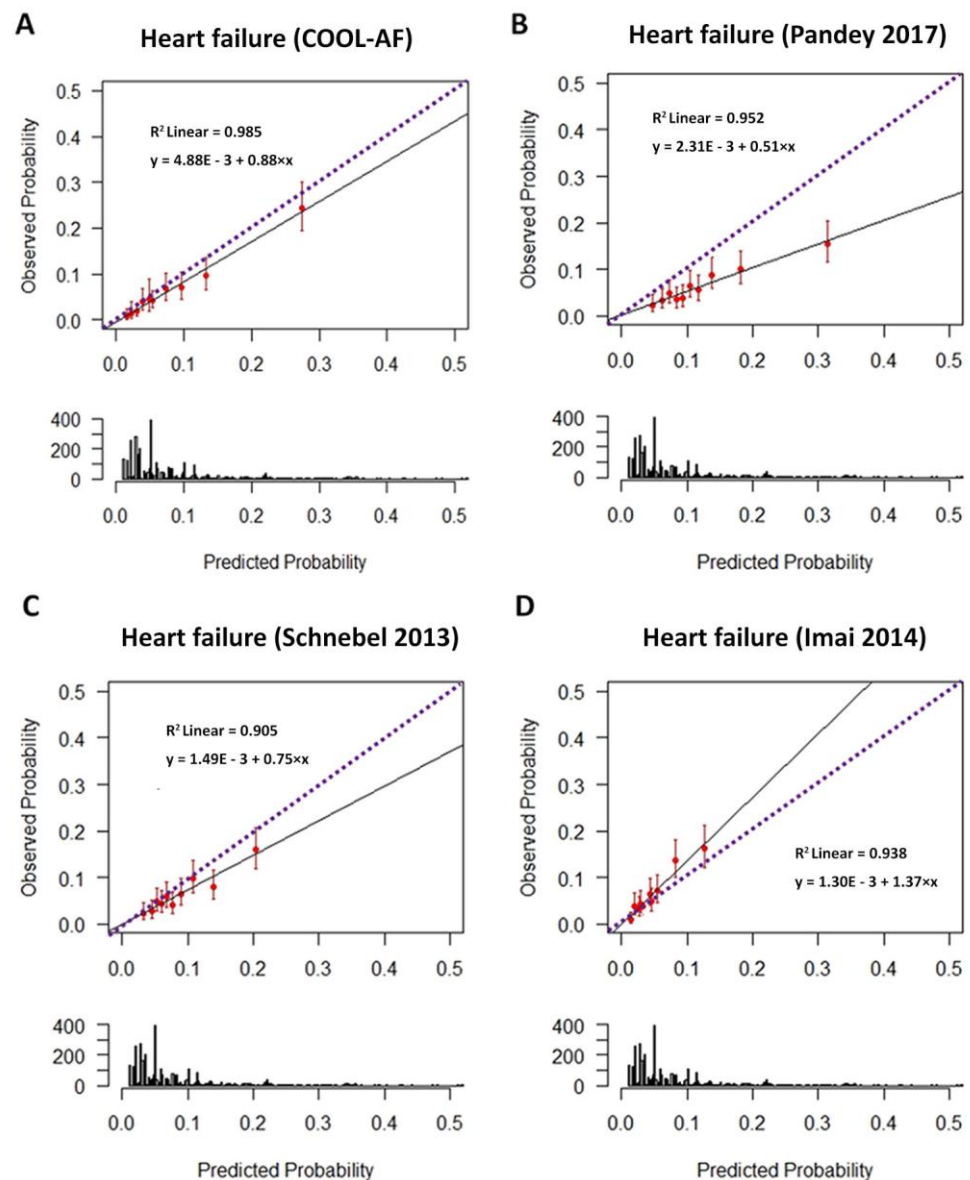 A
Heart failure (COOL-AF)
Observed Probability
0.5
0.4
0.3
0.2
0.1
0.0
R² Linear = 0.985
y = 4.88E - 3 + 0.88×x
0.0 0.1 0.2 0.3 0.4 0.5
400
200
0
0.0 0.1 0.2 0.3 0.4 0.5
Predicted Probability
B
Heart failure (Pandey 2017)
Observed Probability
0.5
0.4
0.3
0.2
0.1
0.0
R² Linear = 0.952
y = 2.31E - 3 + 0.51×x
0.0 0.1 0.2 0.3 0.4 0.5
400
200
0
0.0 0.1 0.2 0.3 0.4 0.5
Predicted Probability
C
Heart failure (Schnebel 2013)
Observed Probability
0.5
0.4
0.3
0.2
0.1
0.0
R² Linear = 0.905
y = 1.49E - 3 + 0.75×x
0.0 0.1 0.2 0.3 0.4 0.5
400
200
0
0.0 0.1 0.2 0.3 0.4 0.5
Predicted Probability
D
Heart failure (Imai 2014)
Observed Probability
0.5
0.4
0.3
0.2
0.1
0.0
R² Linear = 0.938
y = 1.30E - 3 + 1.37×x
0.0 0.1 0.2 0.3 0.4 0.5
400
200
0
0.0 0.1 0.2 0.3 0.4 0.5
Predicted Probability